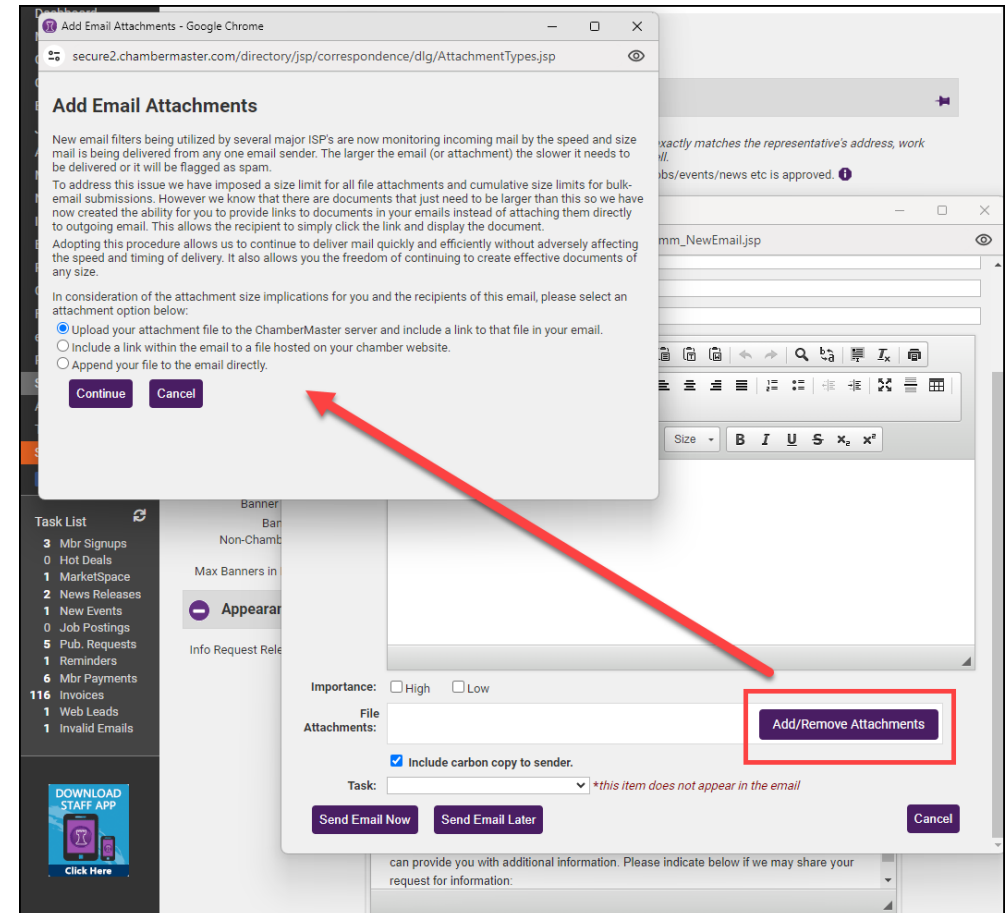 Add Email Attachments - Google Chrome
secure2.chambermaster.com/directory/jsp/correspondence/dlg/AttachmentTypes.jsp
Add Email Attachments
New email filters being utilized by several major ISP's are now monitoring incoming mail by the speed and size
mail is being delivered from any one email sender. The larger the email (or attachment) the slower it needs to
be delivered or it will be flagged as spam.
To address this issue we have imposed a size limit for all file attachments and cumulative size limits for bulk-
email submissions. However we know that there are documents that just need to be larger than this so we have
now created the ability for you to provide links to documents in your emails instead of attaching them directly
to outgoing email. This allows the recipient to simply click the link and display the document.
Adopting this procedure allows us to continue to deliver mail quickly and efficiently without adversely affecting
the speed and timing of delivery. It also allows you the freedom of continuing to create effective documents of
any size.
In consideration of the attachment size implications for you and the recipients of this email, please select an
attachment option below:
Upload your attachment file to the ChamberMaster server and include a link to that file in your email.
Include a link within the email to a file hosted on your chamber website.
Append your file to the email directly.
Continue Cancel
exactly matches the representative's address, work
obs/events/news etc is approved.
mm_NewEmail.jsp
Size B I U S x₂ x²
Task List
3 Mbr Signups
0 Hot Deals
1 MarketSpace
2 News Releases
1 New Events
0 Job Postings
5 Pub. Requests
1 Reminders
6 Mbr Payments
116 Invoices
1 Web Leads
1 Invalid Emails
DOWNLOAD
STAFF APP
Click Here
Banner
Ban
Non-Chamb
Max Banners in
Appearan
Info Request Rele
Importance: High Low
File
Attachments:
Add/Remove Attachments
Include carbon copy to sender.
Task: *this item does not appear in the email
Send Email Now Send Email Later Cancel
can provide you with additional information. Please indicate below if we may share your
request for information: